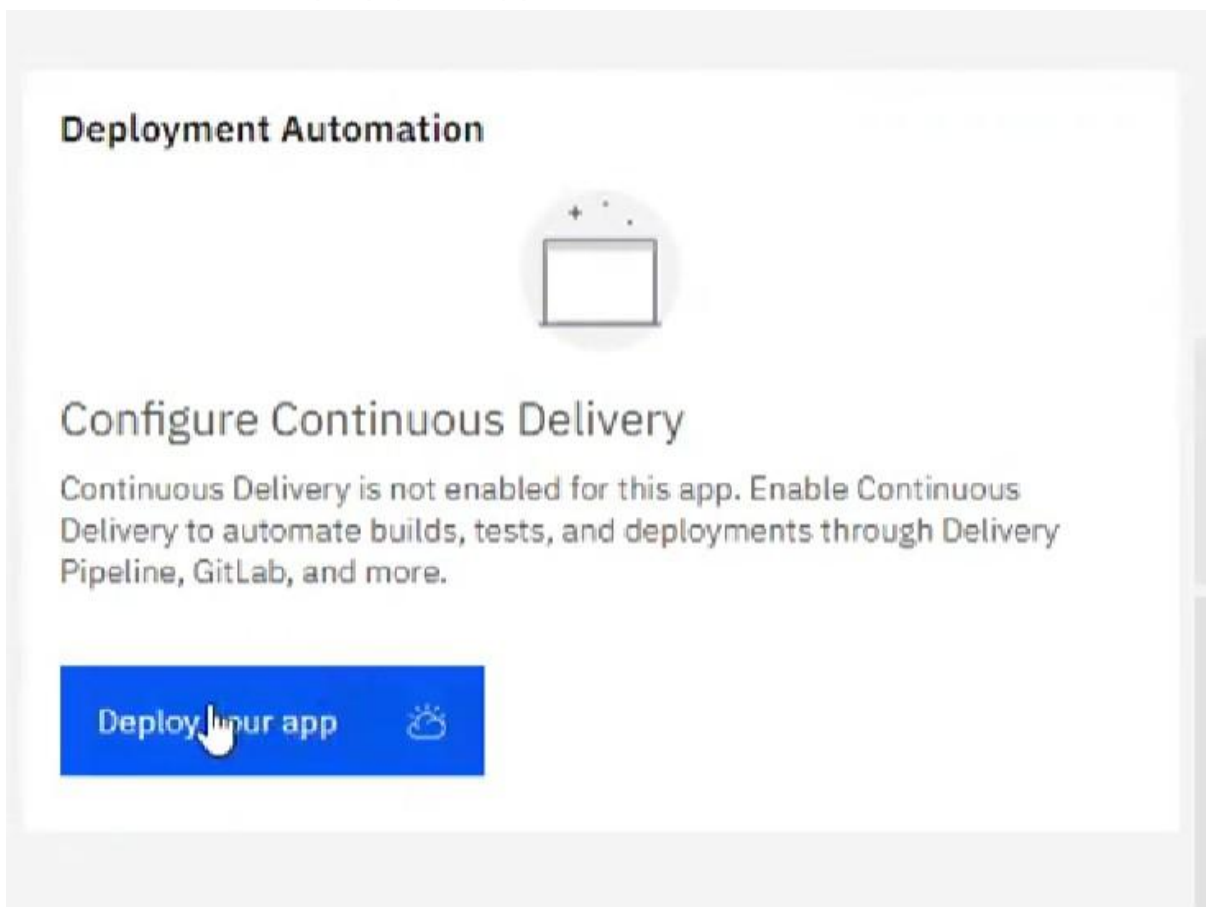 Deployment Automation
Configure Continuous Delivery
Continuous Delivery is not enabled for this app. Enable Continuous
Delivery to automate builds, tests, and deployments through Delivery
Pipeline, GitLab, and more.
Deploy your app